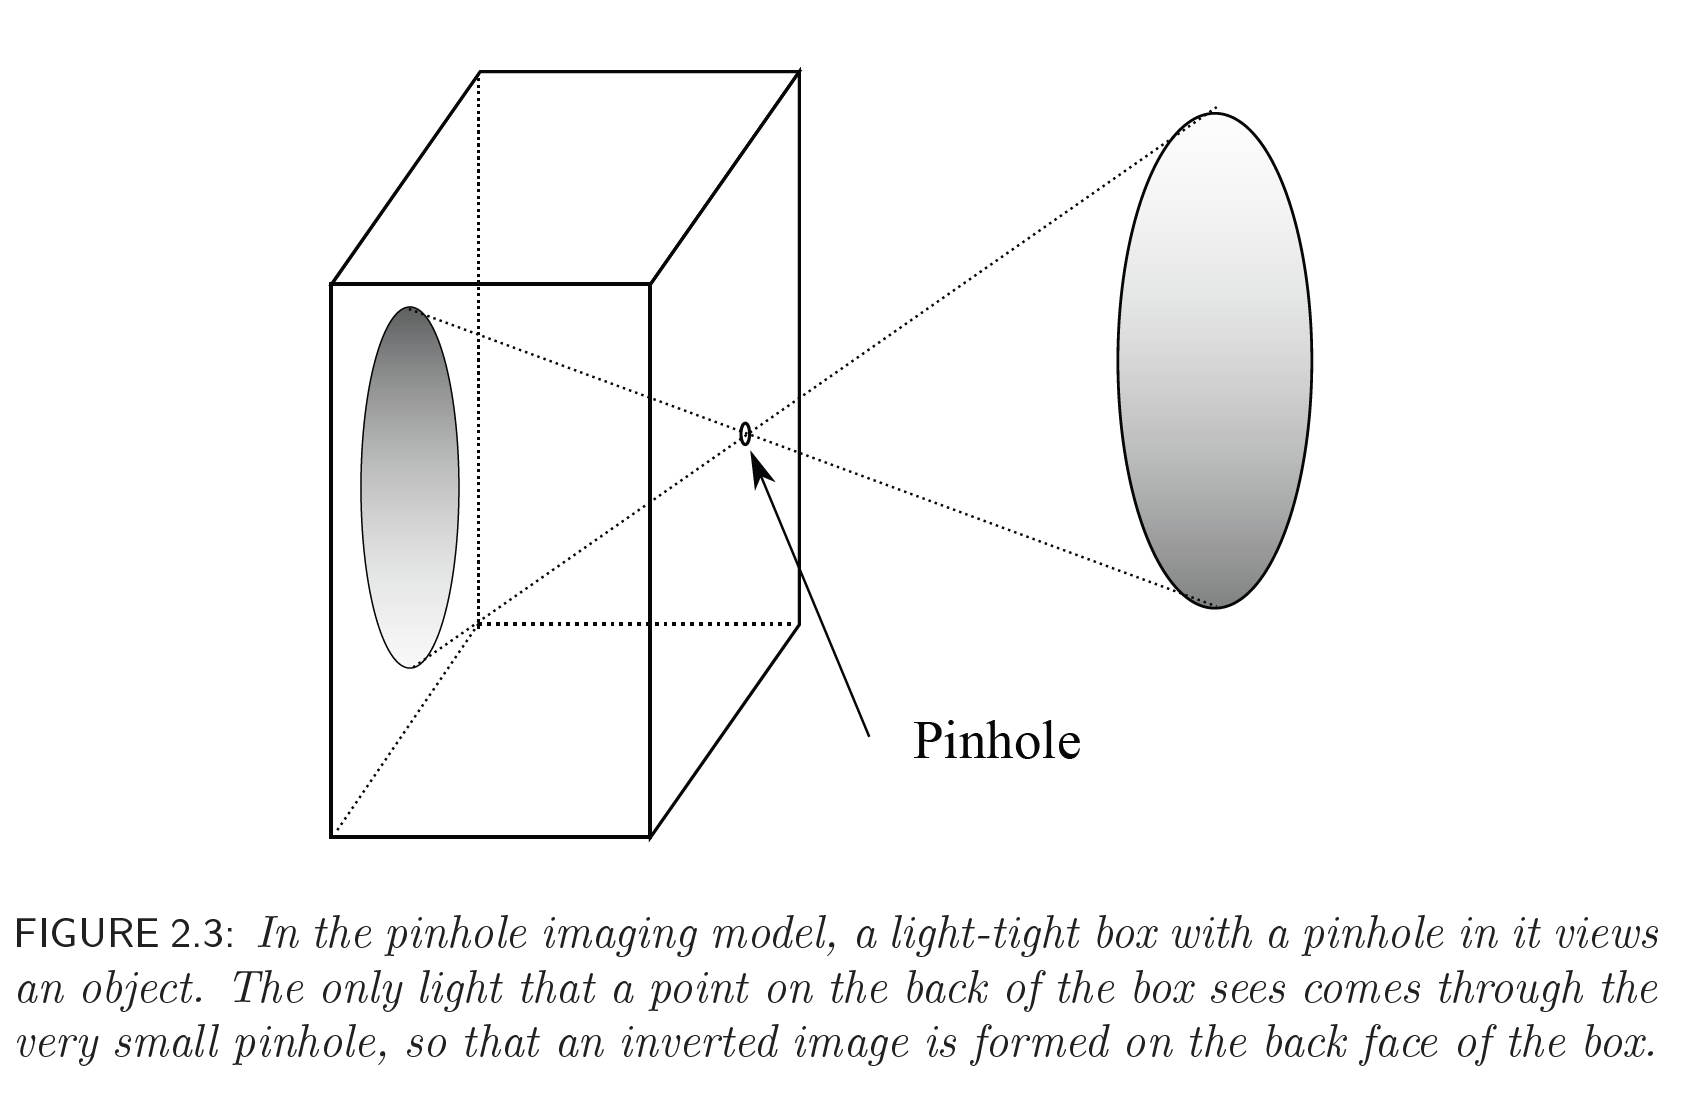 Pinhole
FIGURE 2.3: In the pinhole imaging model, a light-tight box with a pinhole in it views
an object. The only light that a point on the back of the box sees comes through the
very small pinhole, so that an inverted image is formed on the back face of the box.